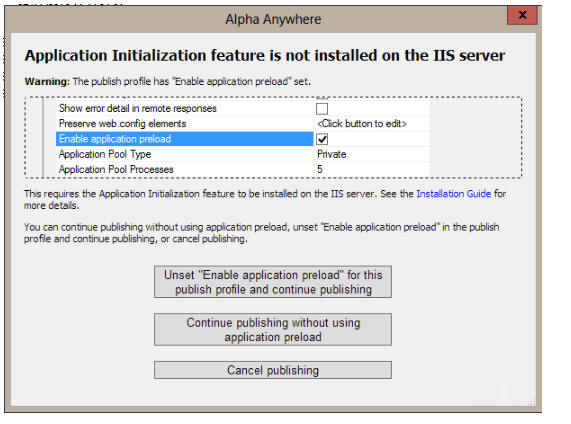 Alpha Anywhere
x
Application Initialization feature is not installed on the IIS server
Warning: The publish profile has "Enable application preload" set.
Show error detail in remote responses
Preserve web.config elements <Click button to edit>
Enable application preload
Application Pool Type Private
Application Pool Processes 5
This requires the Application Initialization feature to be installed on the IIS server. See the Installation Guide for
more details.
You can continue publishing without using application preload, unset "Enable application preload" in the publish
profile and continue publishing, or cancel publishing.
Unset "Enable application preload" for this
publish profile and continue publishing
Continue publishing without using
application preload
Cancel publishing